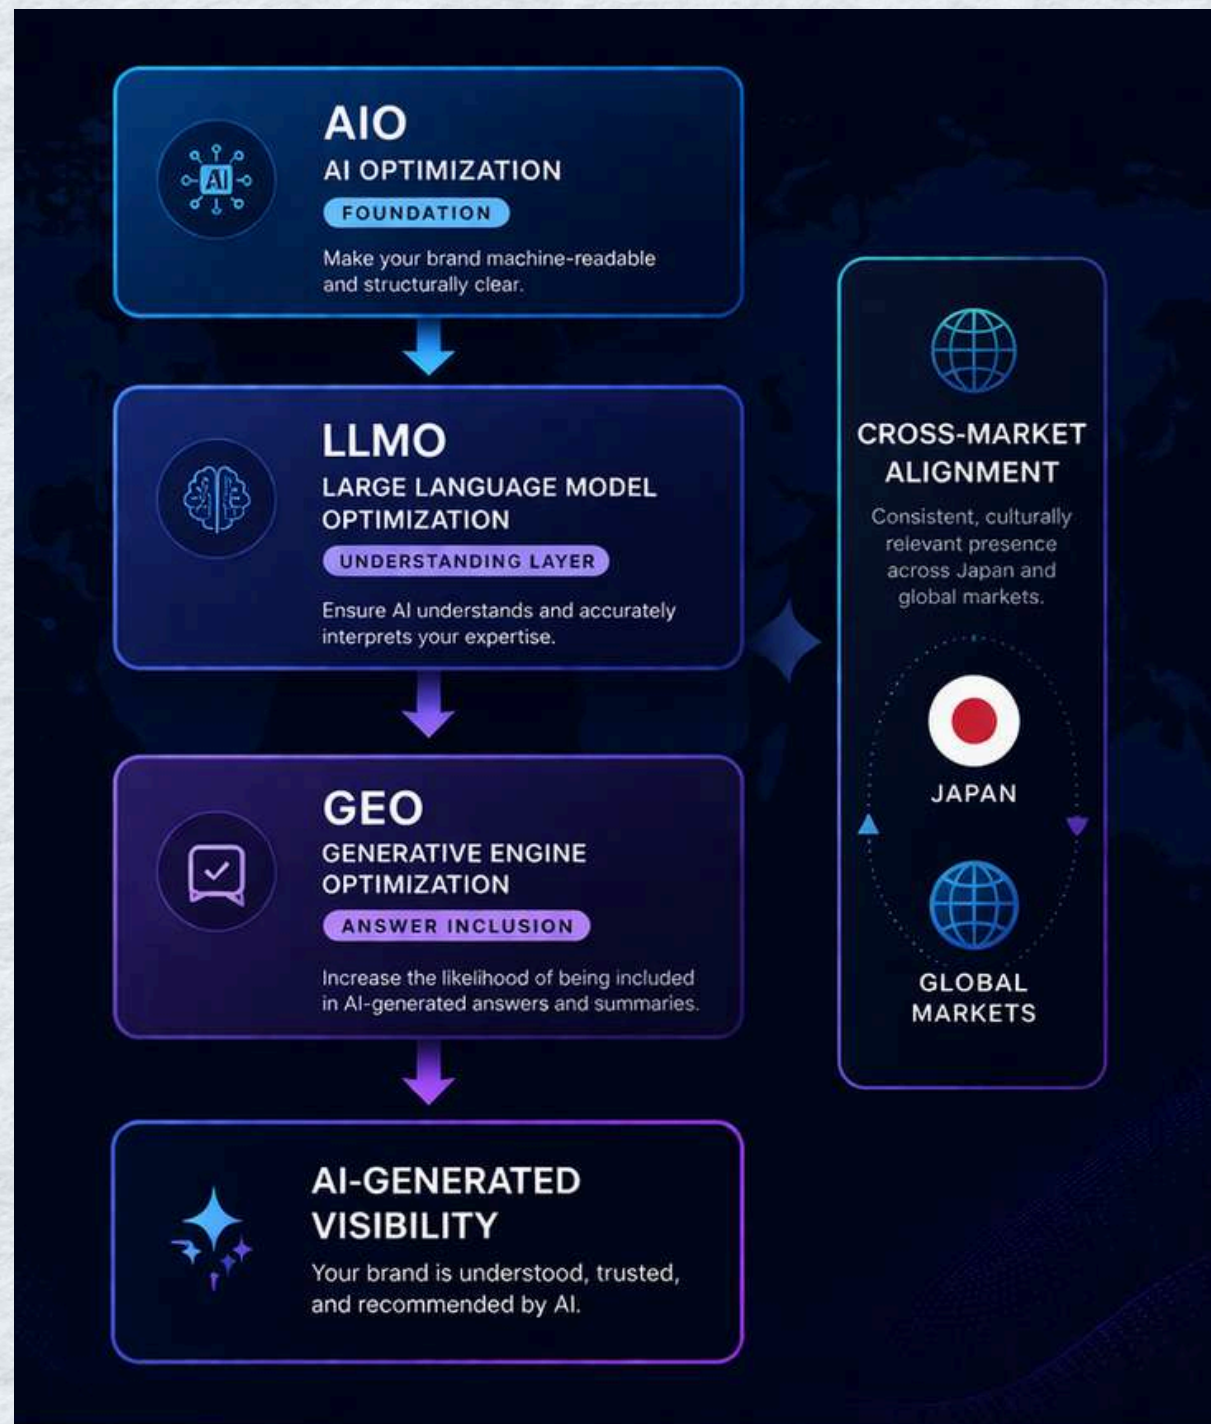 AI
AIO
AI OPTIMIZATION
FOUNDATION
Make your brand machine-readable
and structurally clear.
LLMO
LARGE LANGUAGE MODEL
OPTIMIZATION
UNDERSTANDING LAYER
Ensure AI understands and accurately
interprets your expertise.
GEO
GENERATIVE ENGINE
OPTIMIZATION
ANSWER INCLUSION
Increase the likelihood of being included
in AI-generated answers and summaries.
AI-GENERATED
VISIBILITY
Your brand is understood, trusted,
and recommended by AI.
CROSS-MARKET
ALIGNMENT
Consistent, culturally
relevant presence
across Japan and
global markets.
JAPAN
GLOBAL
MARKETS